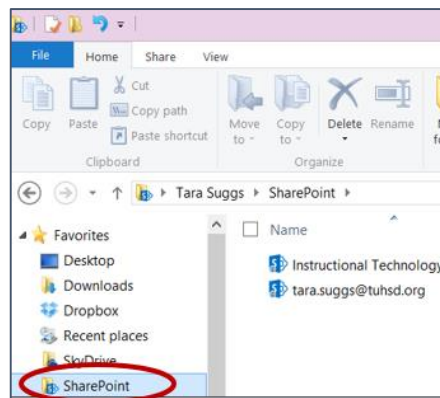 File Home Share View
Cut
Copy path
Paste shortcut
Copy Paste Move to Copy to Delete Rename
Clipboard Organize
Tara Suggs SharePoint
Favorites Name
Desktop Instructional Technology
Downloads tara.suggs@tuhsd.org
Dropbox
Recent places
SkyDrive
SharePoint